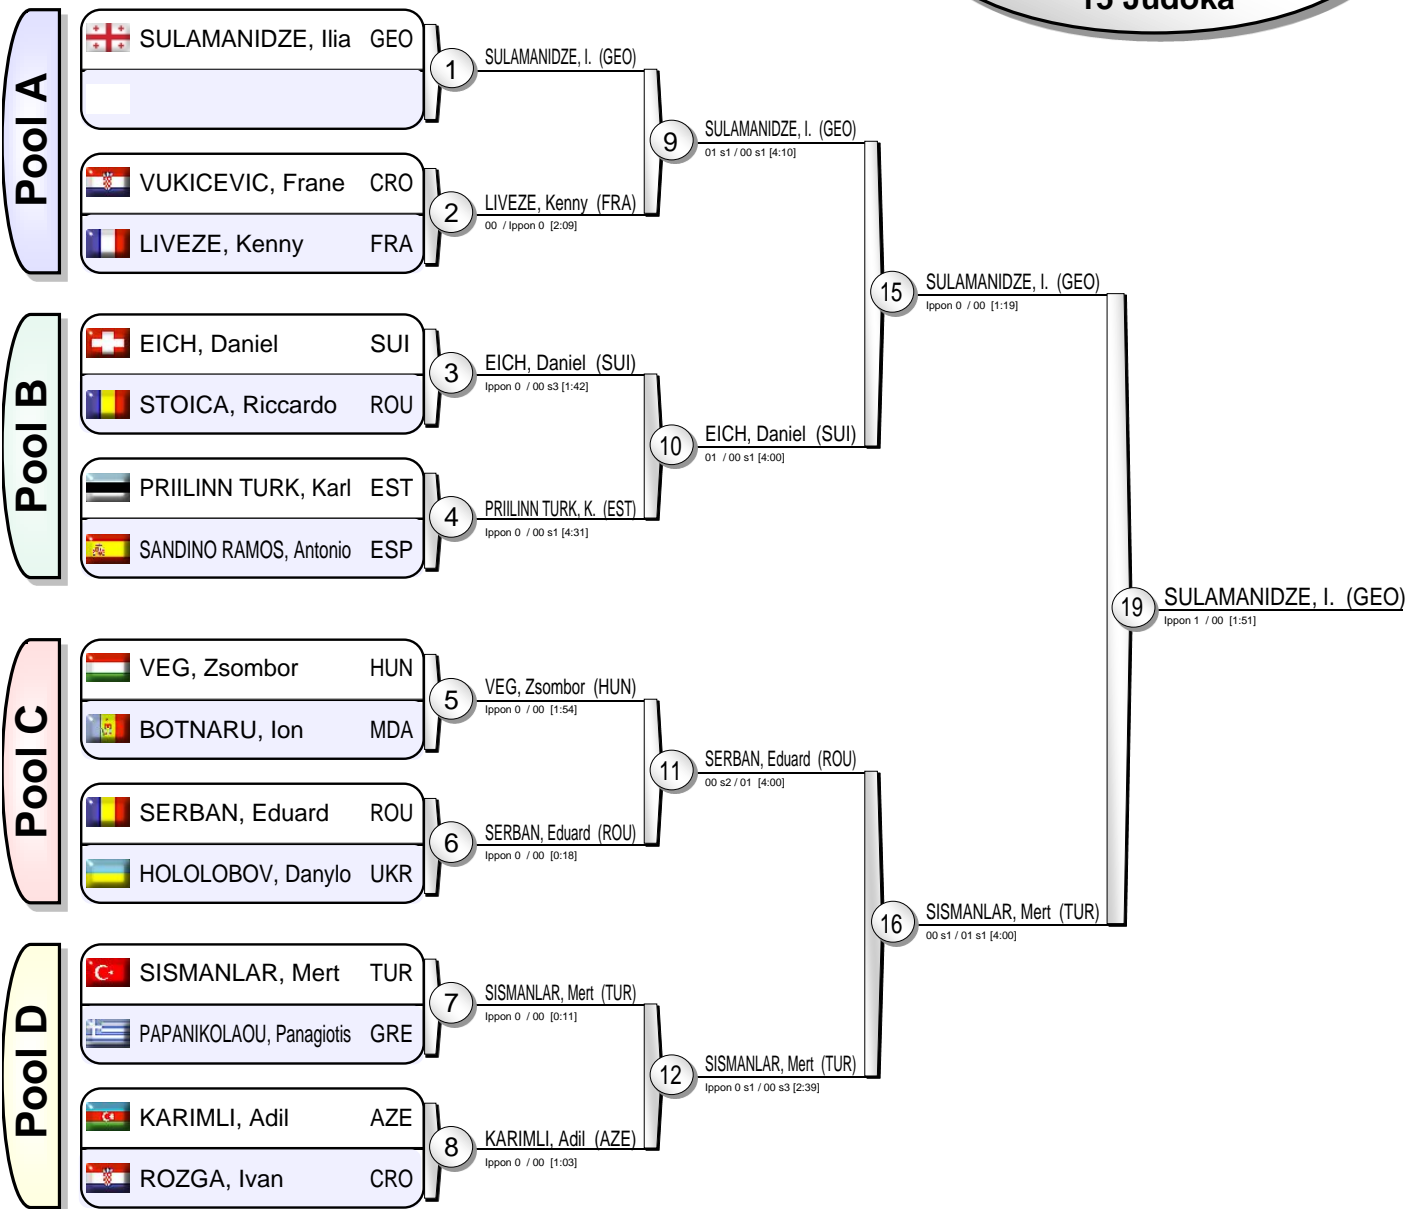 15 Judoka
Pool A
SULAMANIDZE, Ilia GEO
VUKICEVIC, Frane CRO
LIVEZE, Kenny FRA
Pool B
EICH, Daniel SUI
STOICA, Riccardo ROU
PRIILINN TURK, Karl EST
SANDINO RAMOS, Antonio ESP
Pool C
VEG, Zsombor HUN
BOTNARU, Ion MDA
SERBAN, Eduard ROU
HOLOLOBOV, Danylo UKR
Pool D
SISMANLAR, Mert TUR
PAPANIKOLAOU, Panagiotis GRE
KARIMLI, Adil AZE
ROZGA, Ivan CRO
1 SULAMANIDZE, I. (GEO)
2 LIVEZE, Kenny (FRA)
00 / Ippon 0 [2:09]
3 EICH, Daniel (SUI)
Ippon 0 / 00 s3 [1:42]
4 PRIILINN TURK, K. (EST)
Ippon 0 / 00 s1 [4:31]
5 VEG, Zsombor (HUN)
Ippon 0 / 00 [1:54]
6 SERBAN, Eduard (ROU)
Ippon 0 / 00 [0:18]
7 SISMANLAR, Mert (TUR)
Ippon 0 / 00 [0:11]
8 KARIMLI, Adil (AZE)
Ippon 0 / 00 [1:03]
9 SULAMANIDZE, I. (GEO)
01 s1 / 00 s1 [4:10]
10 EICH, Daniel (SUI)
01 / 00 s1 [4:00]
11 SERBAN, Eduard (ROU)
00 s2 / 01 [4:00]
12 SISMANLAR, Mert (TUR)
Ippon 0 s1 / 00 s3 [2:39]
15 SULAMANIDZE, I. (GEO)
Ippon 0 / 00 [1:19]
16 SISMANLAR, Mert (TUR)
00 s1 / 01 s1 [4:00]
19 SULAMANIDZE, I. (GEO)
Ippon 1 / 00 [1:51]